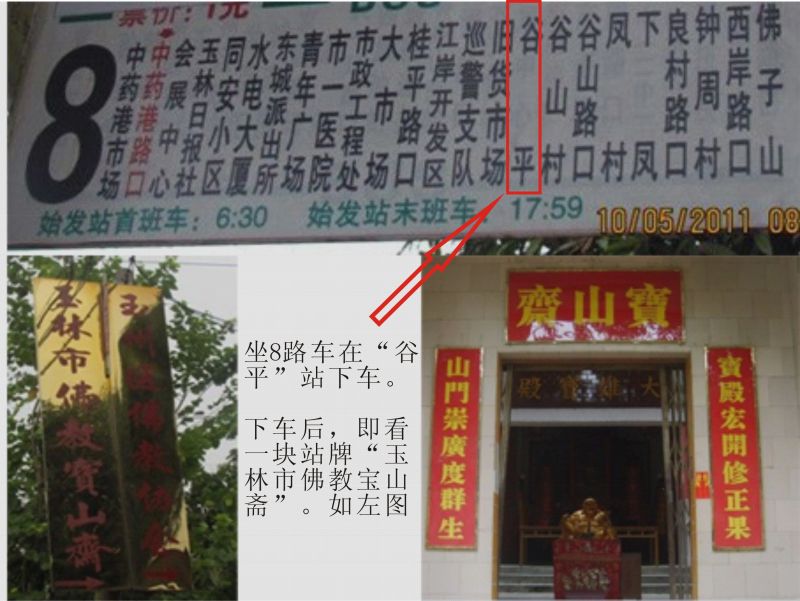 票价：1元
8
中药港市场
中药港路口
会展中心
玉林日报社
同安小区
水电大厦
东城派出所
青年广场
市一医院
市政工程处
大市场
桂平路口
江岸开发区
巡警支队
旧货市场
谷平
谷山村
谷山路口
凤村
下凤
良村路口
钟周村
西岸路口
佛子山
始发站首班车：6:30
始发站末班车：17:59
10/05/2011 08
玉林市佛教寶山齋
坐8路车在“谷
平”站下车。
下车后，即看
一块站牌“玉
林市佛教宝山
斋”。如左图
齋山寶
殿寶雄大
山門崇廣度群生
寶殿宏開修正果